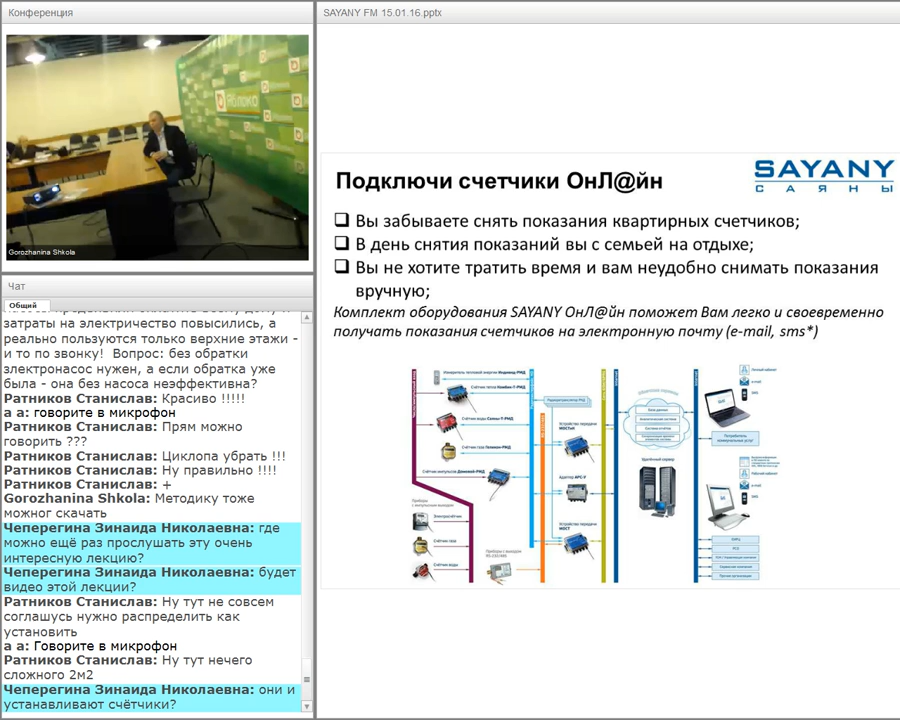 Конференция
Яблоко
Gorozhanina Shkola
Чат
Общий
затраты на электричество повысились, а
реально пользуются только верхние этажи -
и то по звонку!  Вопрос: без обратки
электронасос нужен, а если обратка уже
была - она без насоса неэффективна?
Ратников Станислав: Красиво !!!!!
а а: говорите в микрофон
Ратников Станислав: Прям можно
говорить ???
Ратников Станислав: Циклопа убрать !!!
Ратников Станислав: Ну правильно !!!!
Ратников Станислав: +
Gorozhanina Shkola: Методику тоже
можног скачать
Чеперегина Зинаида Николаевна: где
можно ещё раз прослушать эту очень
интересную лекцию?
Чеперегина Зинаида Николаевна: будет
видео этой лекции?
Ратников Станислав: Ну тут не совсем
соглашусь нужно распределить как
установить
а а: Говорите в микрофон
Ратников Станислав: Ну тут нечего
сложного 2м2
Чеперегина Зинаида Николаевна: они и
устанавливают счётчики?
SAYANY FM 15.01.16.pptx
Подключи счетчики ОнЛ@йн
SAYANY
САЯНЫ
Вы забываете снять показания квартирных счетчиков;
В день снятия показаний вы с семьей на отдыхе;
Вы не хотите тратить время и вам неудобно снимать показания
вручную;
Комплект оборудования SAYANY ОнЛ@йн поможет Вам легко и своевременно
получать показания счетчиков на электронную почту (e-mail, sms*)